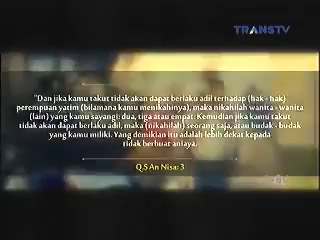 TRANSTV
"Dan jika kamu takut tidak akan dapat berlaku adil terhadap (hak - hak)
perempuan yatim (bilamana kamu menikahinya), maka nikahilah wanita - wanita
(lain) yang kamu sayangi: dua, tiga atau empat. Kemudian jika kamu takut
tidak akan dapat berlaku adil, maka (nikahilah) seorang saja, atau budak - budak
yang kamu miliki. Yang demikian itu adalah lebih dekat kepada
tidak berbuat aniaya.
Q.S An Nisa: 3